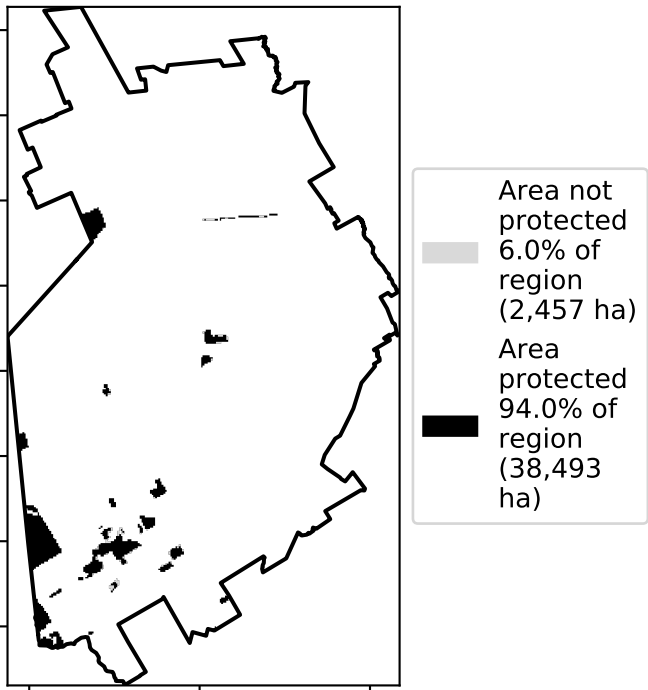 Area not
protected
6.0% of
region
(2,457 ha)
Area
protected
94.0% of
region
(38,493
ha)